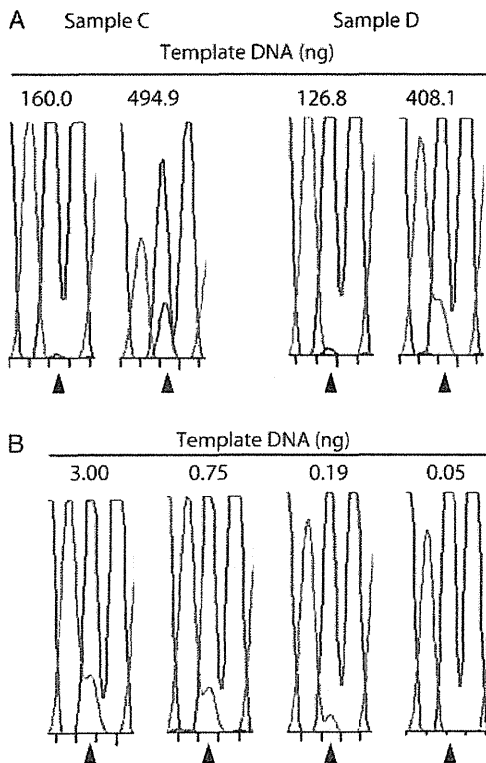 A Sample C Sample D
Template DNA (ng)
160.0 494.9 126.8 408.1
B Template DNA (ng)
3.00 0.75 0.19 0.05